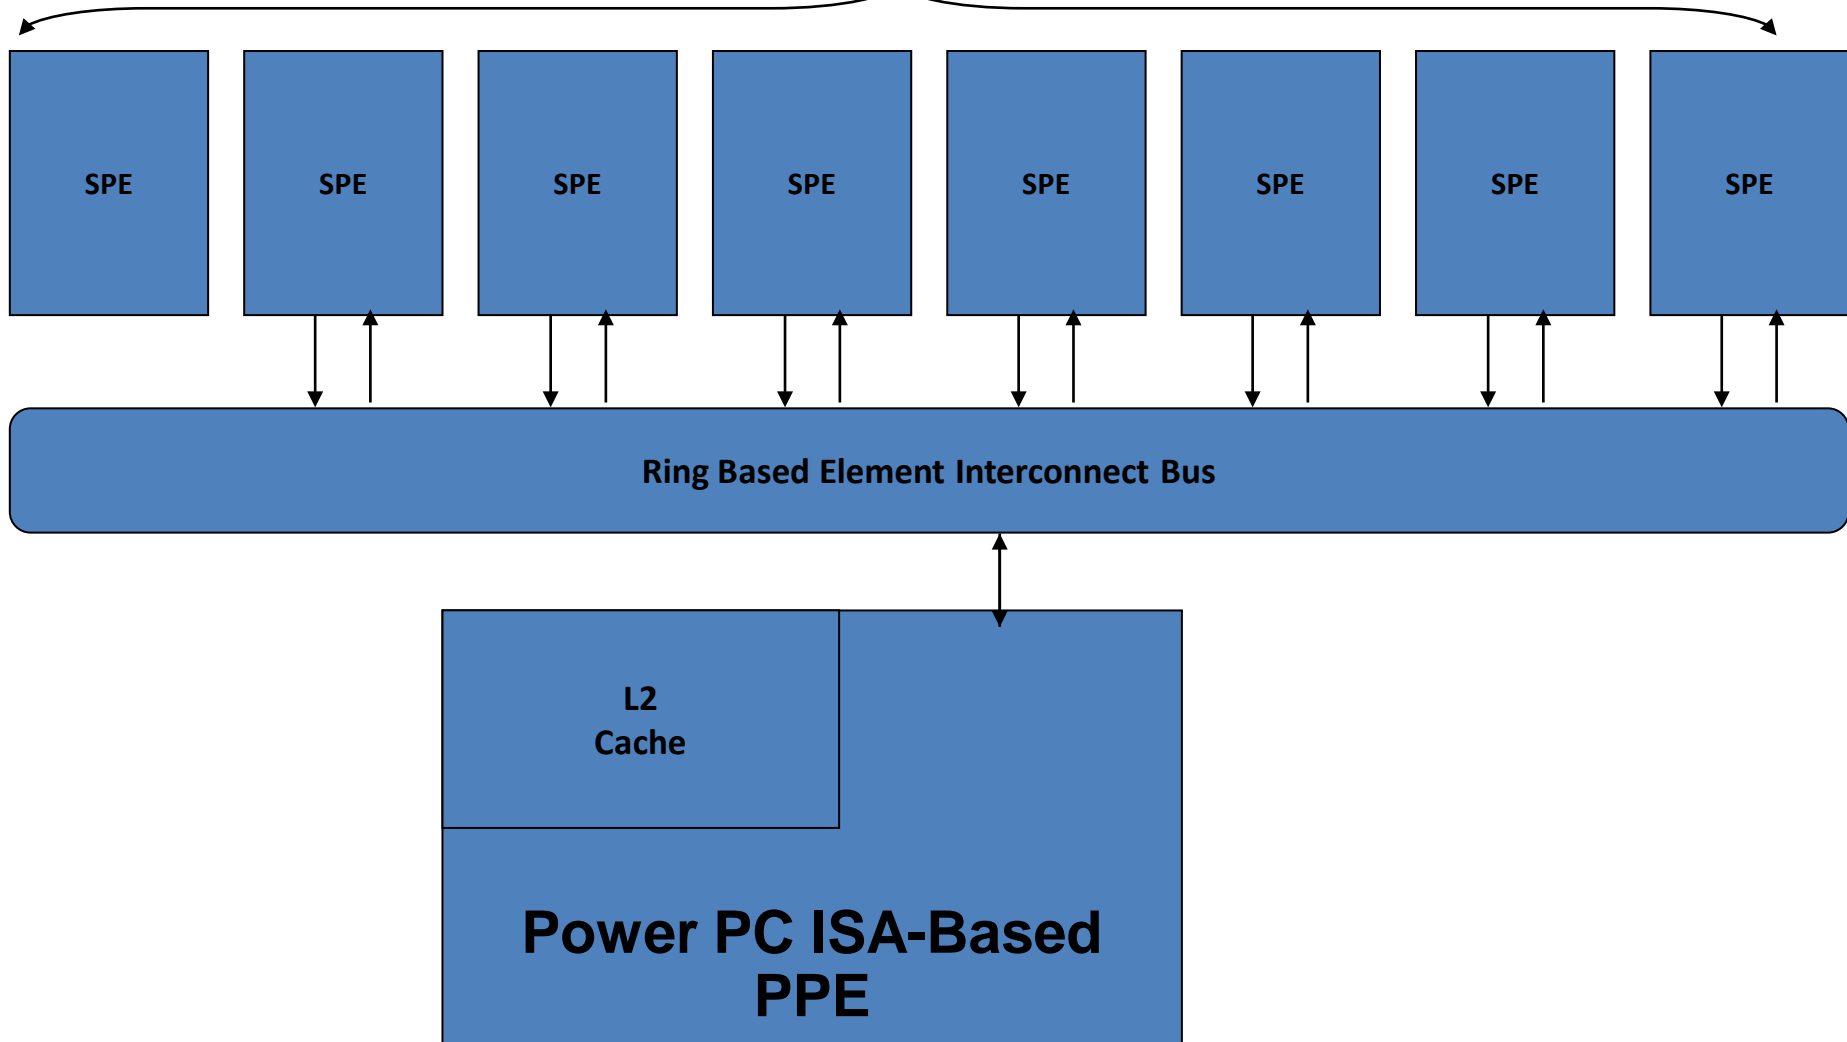 SPE
SPE
SPE
SPE
SPE
SPE
SPE
SPE
Ring Based Element Interconnect Bus
L2
Cache
Power PC ISA-Based
PPE